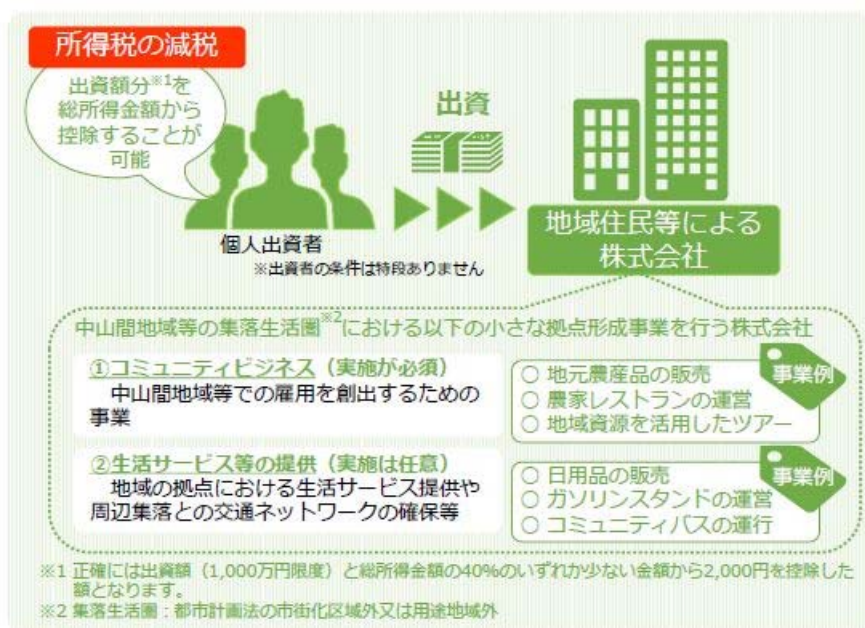 所得税の減税
出資額分※1を
総所得金額から
控除することが
可能
出資
個人出資者
※出資者の条件は特段ありません
地域住民等による
株式会社
中山間地域等の集落生活圏※2における以下の小さな拠点形成事業を行う株式会社
①コミュニティビジネス（実施が必須）
中山間地域等での雇用を創出するための
事業
事業例
○ 地元農産品の販売
○ 農家レストランの運営
○ 地域資源を活用したツアー
②生活サービス等の提供（実施は任意）
地域の拠点における生活サービス提供や
周辺集落との交通ネットワークの確保等
事業例
○ 日用品の販売
○ ガソリンスタンドの運営
○ コミュニティバスの運行
※1 正確には出資額（1,000万円限度）と総所得金額の40%のいずれか少ない金額から2,000円を控除した
額となります。
※2 集落生活圏：都市計画法の市街化区域外又は用途地域外